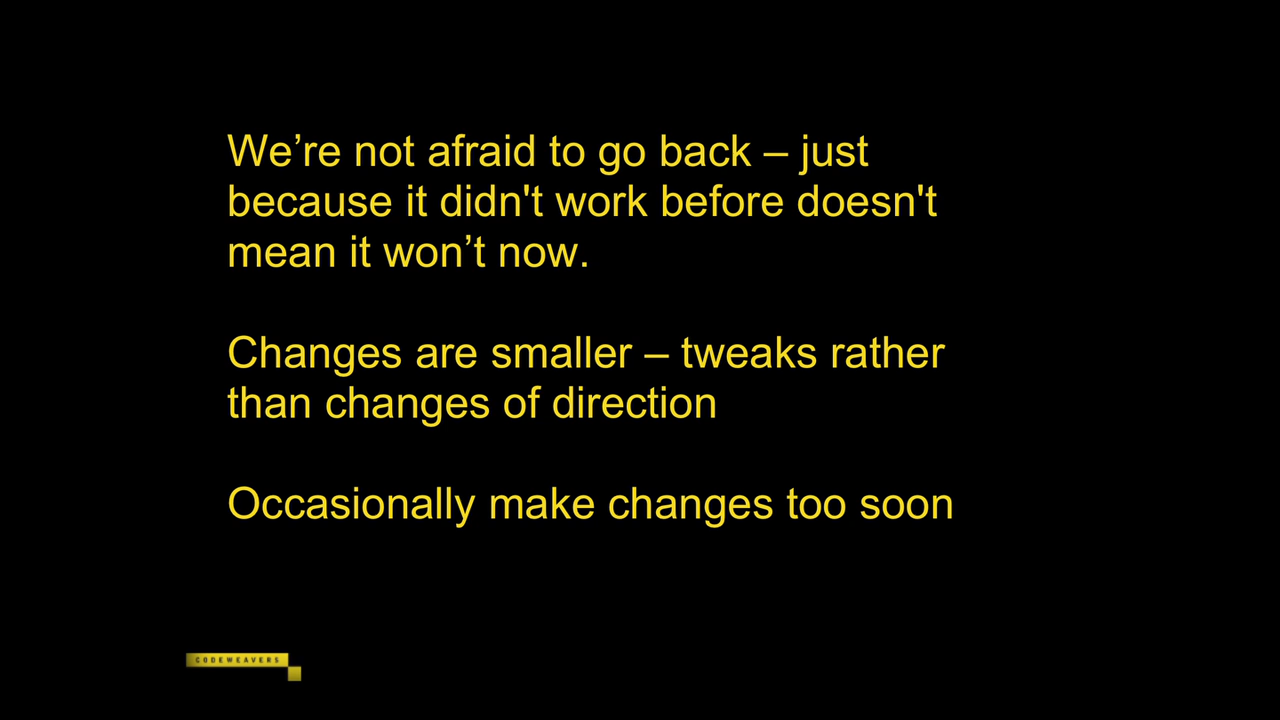 We’re not afraid to go back – just
because it didn't work before doesn't
mean it won’t now.
Changes are smaller – tweaks rather
than changes of direction
Occasionally make changes too soon
CODEWEAVERS